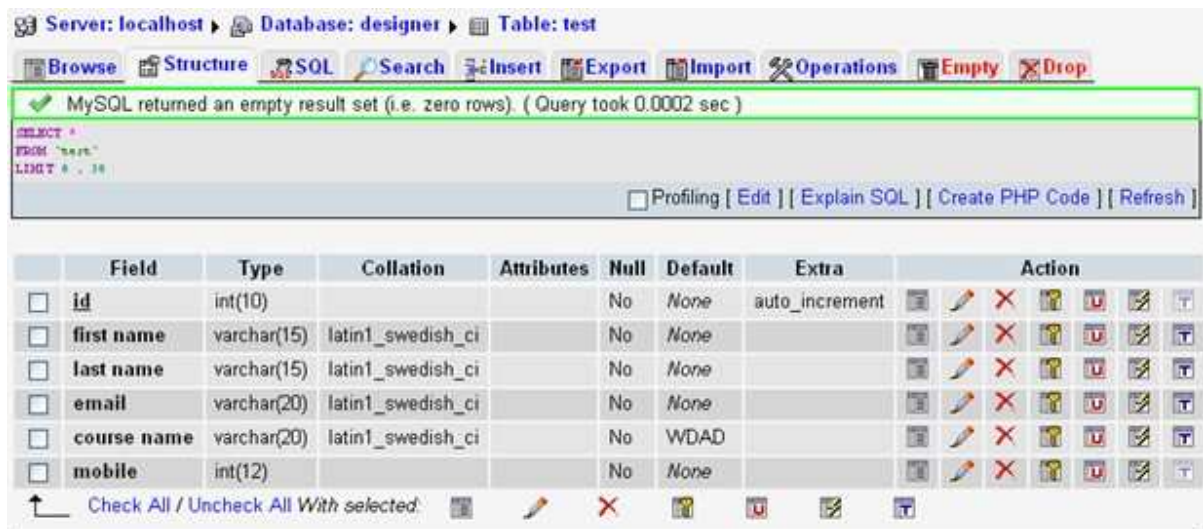 Server: localhost Database: designer Table: test
Browse Structure SQL Search Insert Export Import Operations Empty Drop
MySQL returned an empty result set (i.e. zero rows). ( Query took 0.0002 sec )
SELECT *
FROM `test`
LIMIT 0 , 30
Profiling [ Edit ] [ Explain SQL ] [ Create PHP Code ] [ Refresh ]
Field Type Collation Attributes Null Default Extra Action
id int(10) No None auto_increment
first name varchar(15) latin1_swedish_ci No None
last name varchar(15) latin1_swedish_ci No None
email varchar(20) latin1_swedish_ci No None
course name varchar(20) latin1_swedish_ci No WDAD
mobile int(12) No None
Check All / Uncheck All With selected: